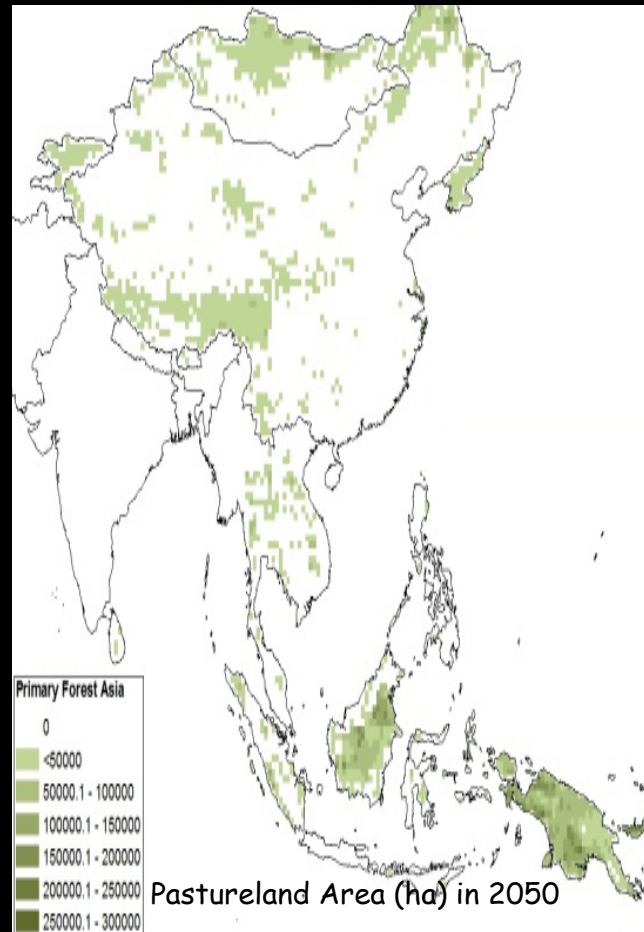 Primary Forest Asia
0
<50000
50000.1 - 100000
100000.1 - 150000
150000.1 - 200000
200000.1 - 250000
250000.1 - 300000
Pastureland Area (ha) in 2050